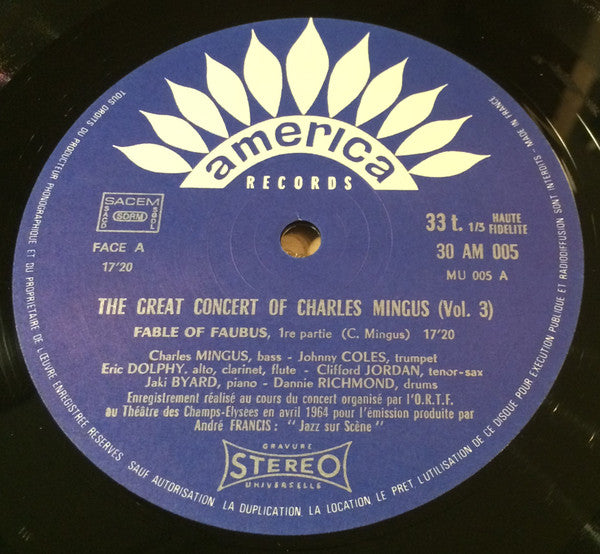 america
RECORDS
SACEM
SACD SDRM SGDL
FACE A
17'20
33 t. 1/3 HAUTE FIDELITE
30 AM 005
MU 005 A
THE GREAT CONCERT OF CHARLES MINGUS (Vol. 3)
FABLE OF FAUBUS, 1re partie (C. Mingus) 17'20
Charles MINGUS, bass - Johnny COLES, trumpet
Eric DOLPHY, alto, clarinet, flute - Clifford JORDAN, tenor-sax
Jaki BYARD, piano - Dannie RICHMOND, drums
Enregistrement réalisé au cours du concert organisé par l'O.R.T.F.
au Théâtre des Champs-Elysées en avril 1964 pour l'émission produite par
André FRANCIS : "Jazz sur Scène"
GRAVURE
STEREO
UNIVERSELLE
TOUS DROITS DU PRODUCTEUR PHONOGRAPHIQUE ET DU PROPRIETAIRE DE L'ŒUVRE ENREGISTREE RESERVES. SAUF AUTORISATION, LA DUPLICATION, LA LOCATION, LE PRET, L'UTILISATION DE CE DISQUE POUR EXECUTION PUBLIQUE ET RADIODIFFUSION SONT INTERDITS - MADE IN FRANCE